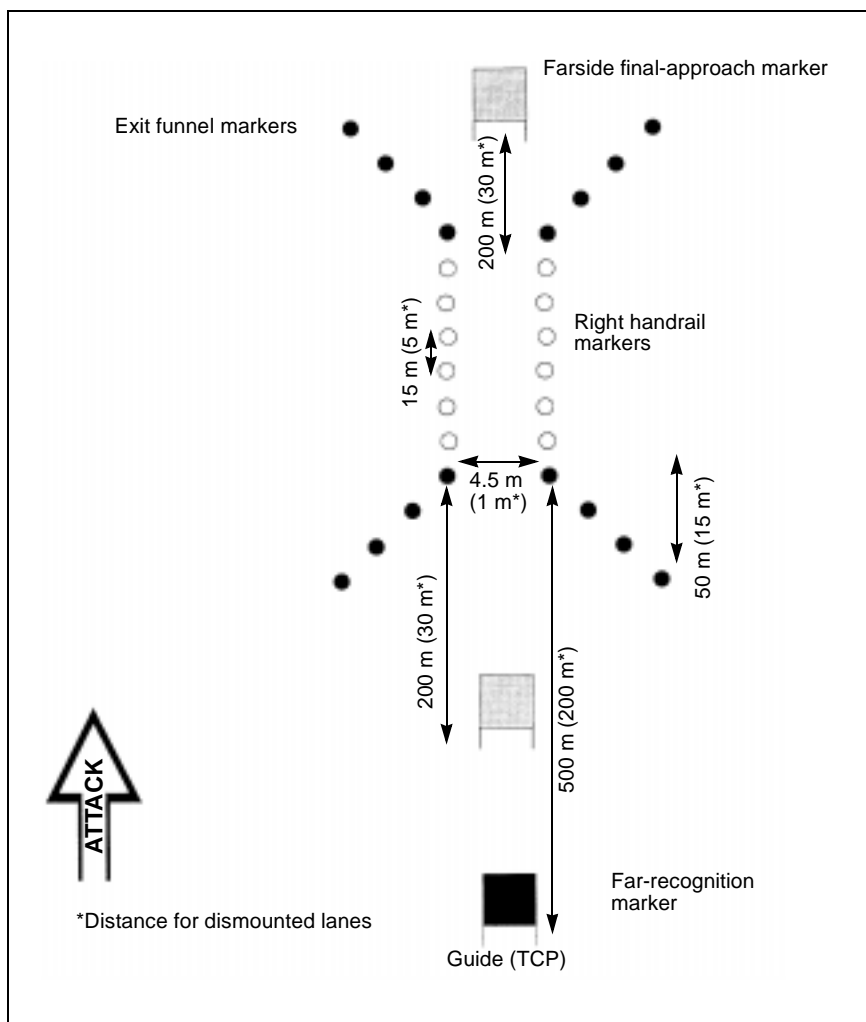 Farside final-approach marker
Exit funnel markers
200 m (30 m*)
Right handrail
markers
15 m (5 m*)
4.5 m
(1 m*)
50 m (15 m*)
200 m (30 m*)
500 m (200 m*)
ATTACK
Far-recognition
marker
*Distance for dismounted lanes
Guide (TCP)